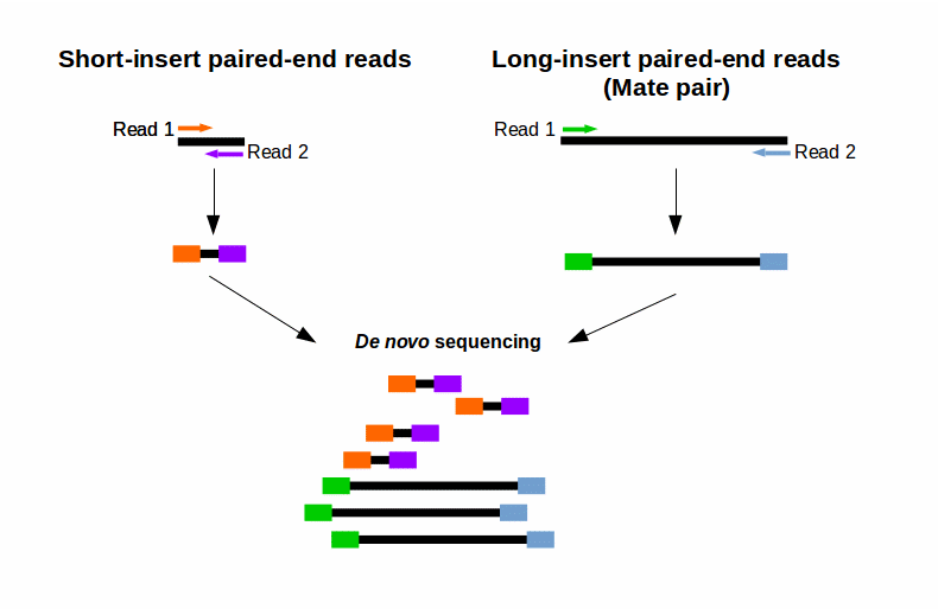 Short-insert paired-end reads
Long-insert paired-end reads
(Mate pair)
Read 1
Read 2
Read 1
Read 2
De novo sequencing